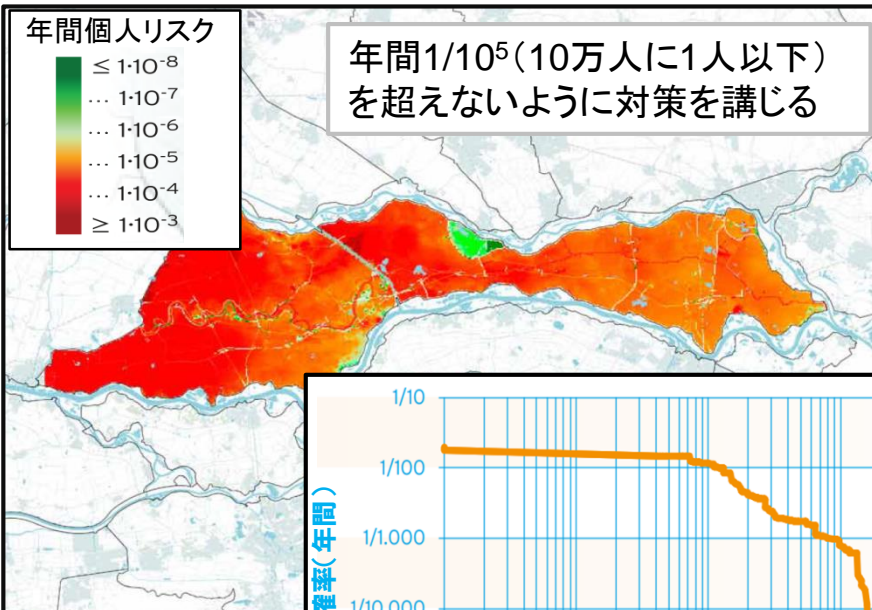 年間個人リスク
≤ 1·10⁻⁸
… 1·10⁻⁷
… 1·10⁻⁶
… 1·10⁻⁵
… 1·10⁻⁴
≥ 1·10⁻³
年間1/10⁵(10万人に1人以下)
を超えないように対策を講じる
1/10
1/100
1/1.000
1/10.000
確率(年間)